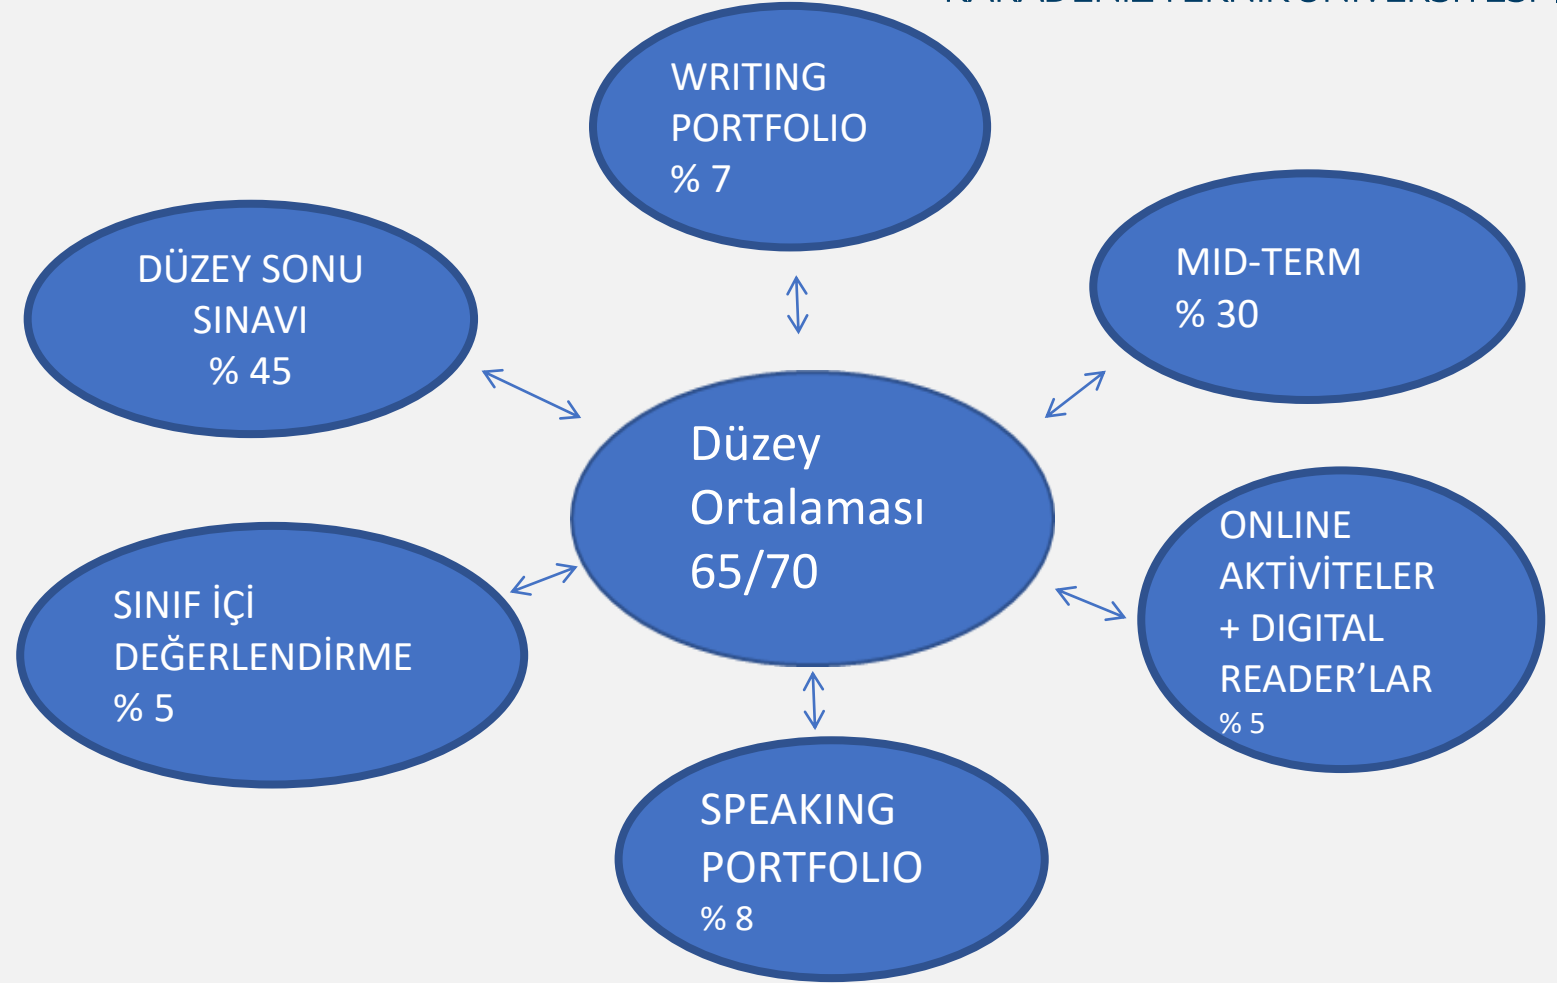 WRITING
PORTFOLIO
% 7
MID-TERM
% 30
DÜZEY SONU
SINAVI
% 45
Düzey
Ortalaması
65/70
ONLINE
AKTİVİTELER
+ DIGITAL
READER’LAR
% 5
SINIF İÇİ
DEĞERLENDİRME
% 5
SPEAKING
PORTFOLIO
% 8